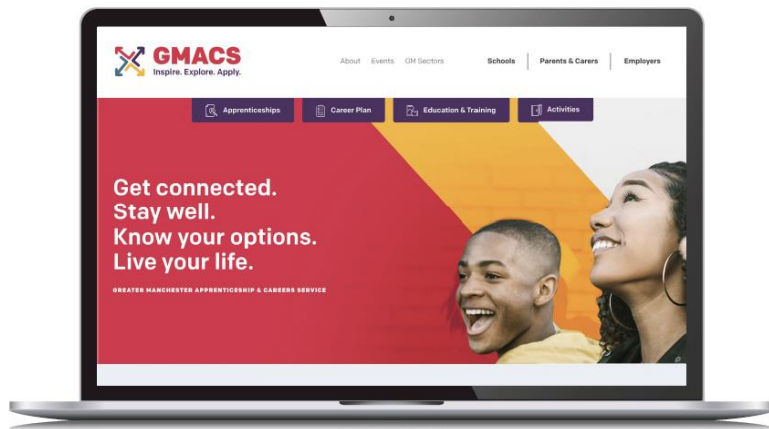 GMACS
Inspire. Explore. Apply.
About Events GM Sectors Schools Parents & Carers Employers
Apprenticeships Career Plan Education & Training Activities
Get connected.
Stay well.
Know your options.
Live your life.
GREATER MANCHESTER APPRENTICESHIP & CAREERS SERVICE